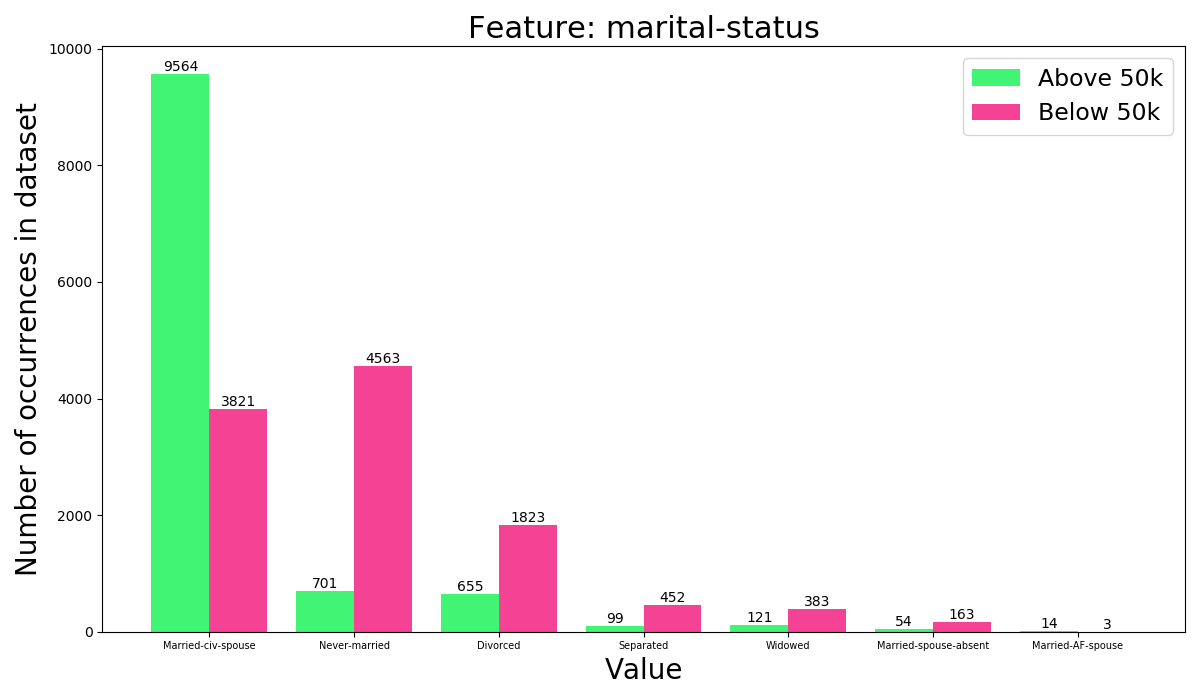 Feature: marital-status
Above 50k
Below 50k
Number of occurrences in dataset
10000
8000
6000
4000
2000
0
9564
3821
701
4563
655
1823
99
452
121
383
54
163
14
3
Married-civ-spouse
Never-married
Divorced
Separated
Widowed
Married-spouse-absent
Married-AF-spouse
Value